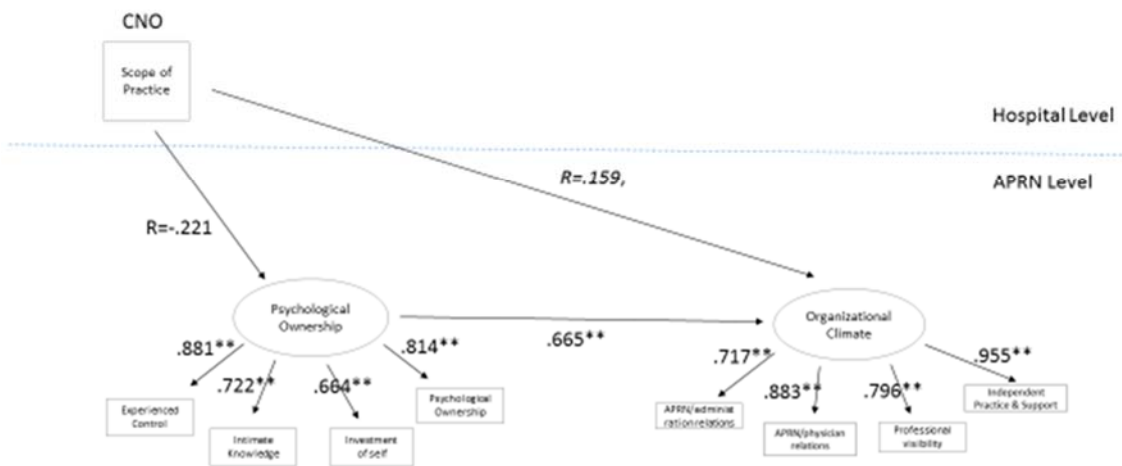 CNO
Scope of
Practice
Hospital Level
APRN Level
R=.159,
R=-.221
Psychological
Ownership
Organizational
Climate
.665**
.881**
.722**
.664**
.814**
.717**
.883**
.796**
.955**
Experienced
Control
Intimate
Knowledge
Investment
of self
Psychological
Ownership
APRN/administ
ration relations
APRN/physician
relations
Professional
visibility
Independent
Practice & Support